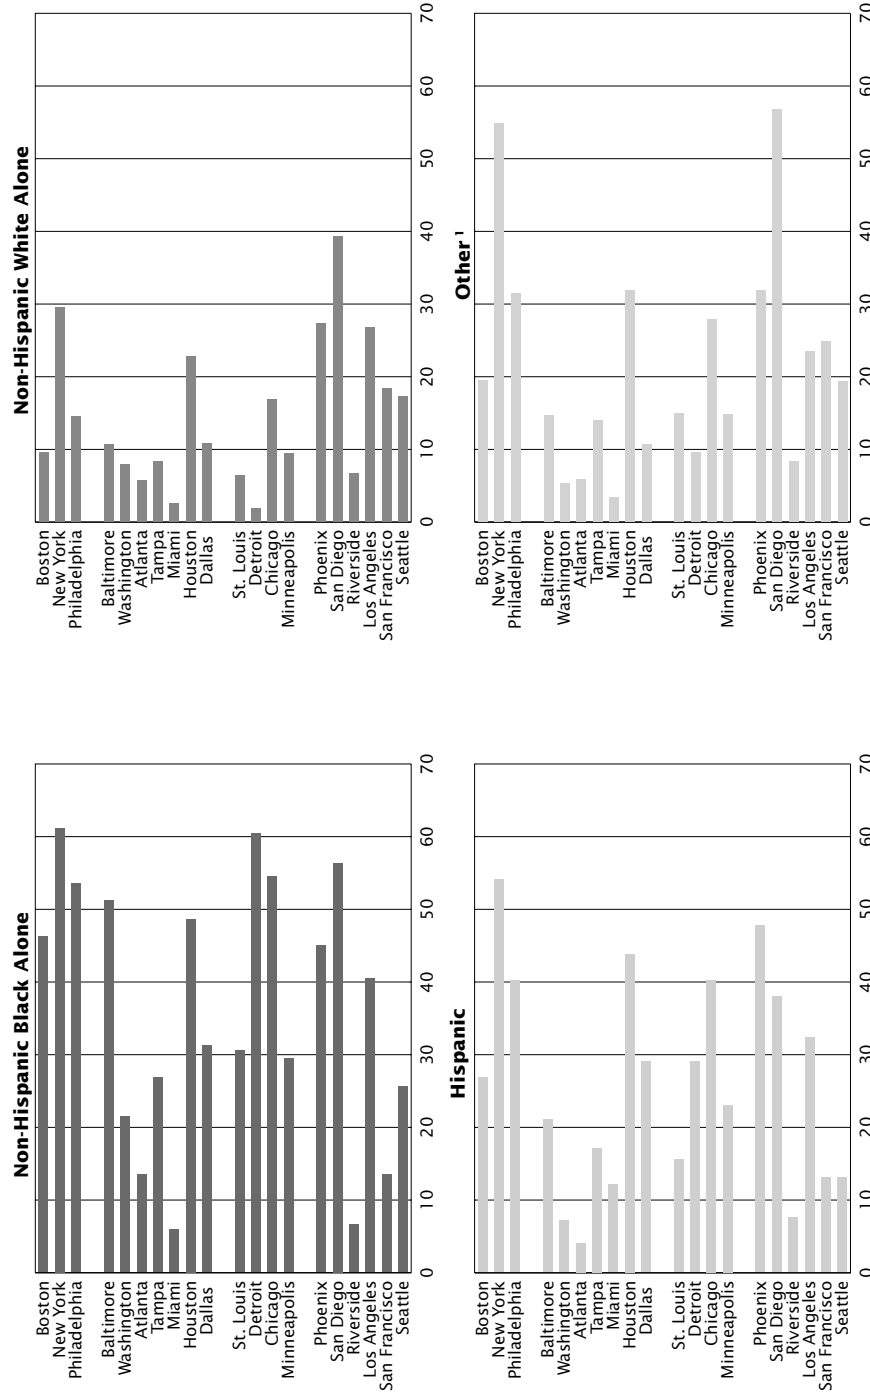 Non-Hispanic White Alone
Boston
New York
Philadelphia
Baltimore
Washington
Atlanta
Tampa
Miami
Houston
Dallas
St. Louis
Detroit
Chicago
Minneapolis
Phoenix
San Diego
Riverside
Los Angeles
San Francisco
Seattle
0 10 20 30 40 50 60 70
Other 1
Boston
New York
Philadelphia
Baltimore
Washington
Atlanta
Tampa
Miami
Houston
Dallas
St. Louis
Detroit
Chicago
Minneapolis
Phoenix
San Diego
Riverside
Los Angeles
San Francisco
Seattle
0 10 20 30 40 50 60 70
Non-Hispanic Black Alone
Boston
New York
Philadelphia
Baltimore
Washington
Atlanta
Tampa
Miami
Houston
Dallas
St. Louis
Detroit
Chicago
Minneapolis
Phoenix
San Diego
Riverside
Los Angeles
San Francisco
Seattle
0 10 20 30 40 50 60 70
Hispanic
Boston
New York
Philadelphia
Baltimore
Washington
Atlanta
Tampa
Miami
Houston
Dallas
St. Louis
Detroit
Chicago
Minneapolis
Phoenix
San Diego
Riverside
Los Angeles
San Francisco
Seattle
0 10 20 30 40 50 60 70